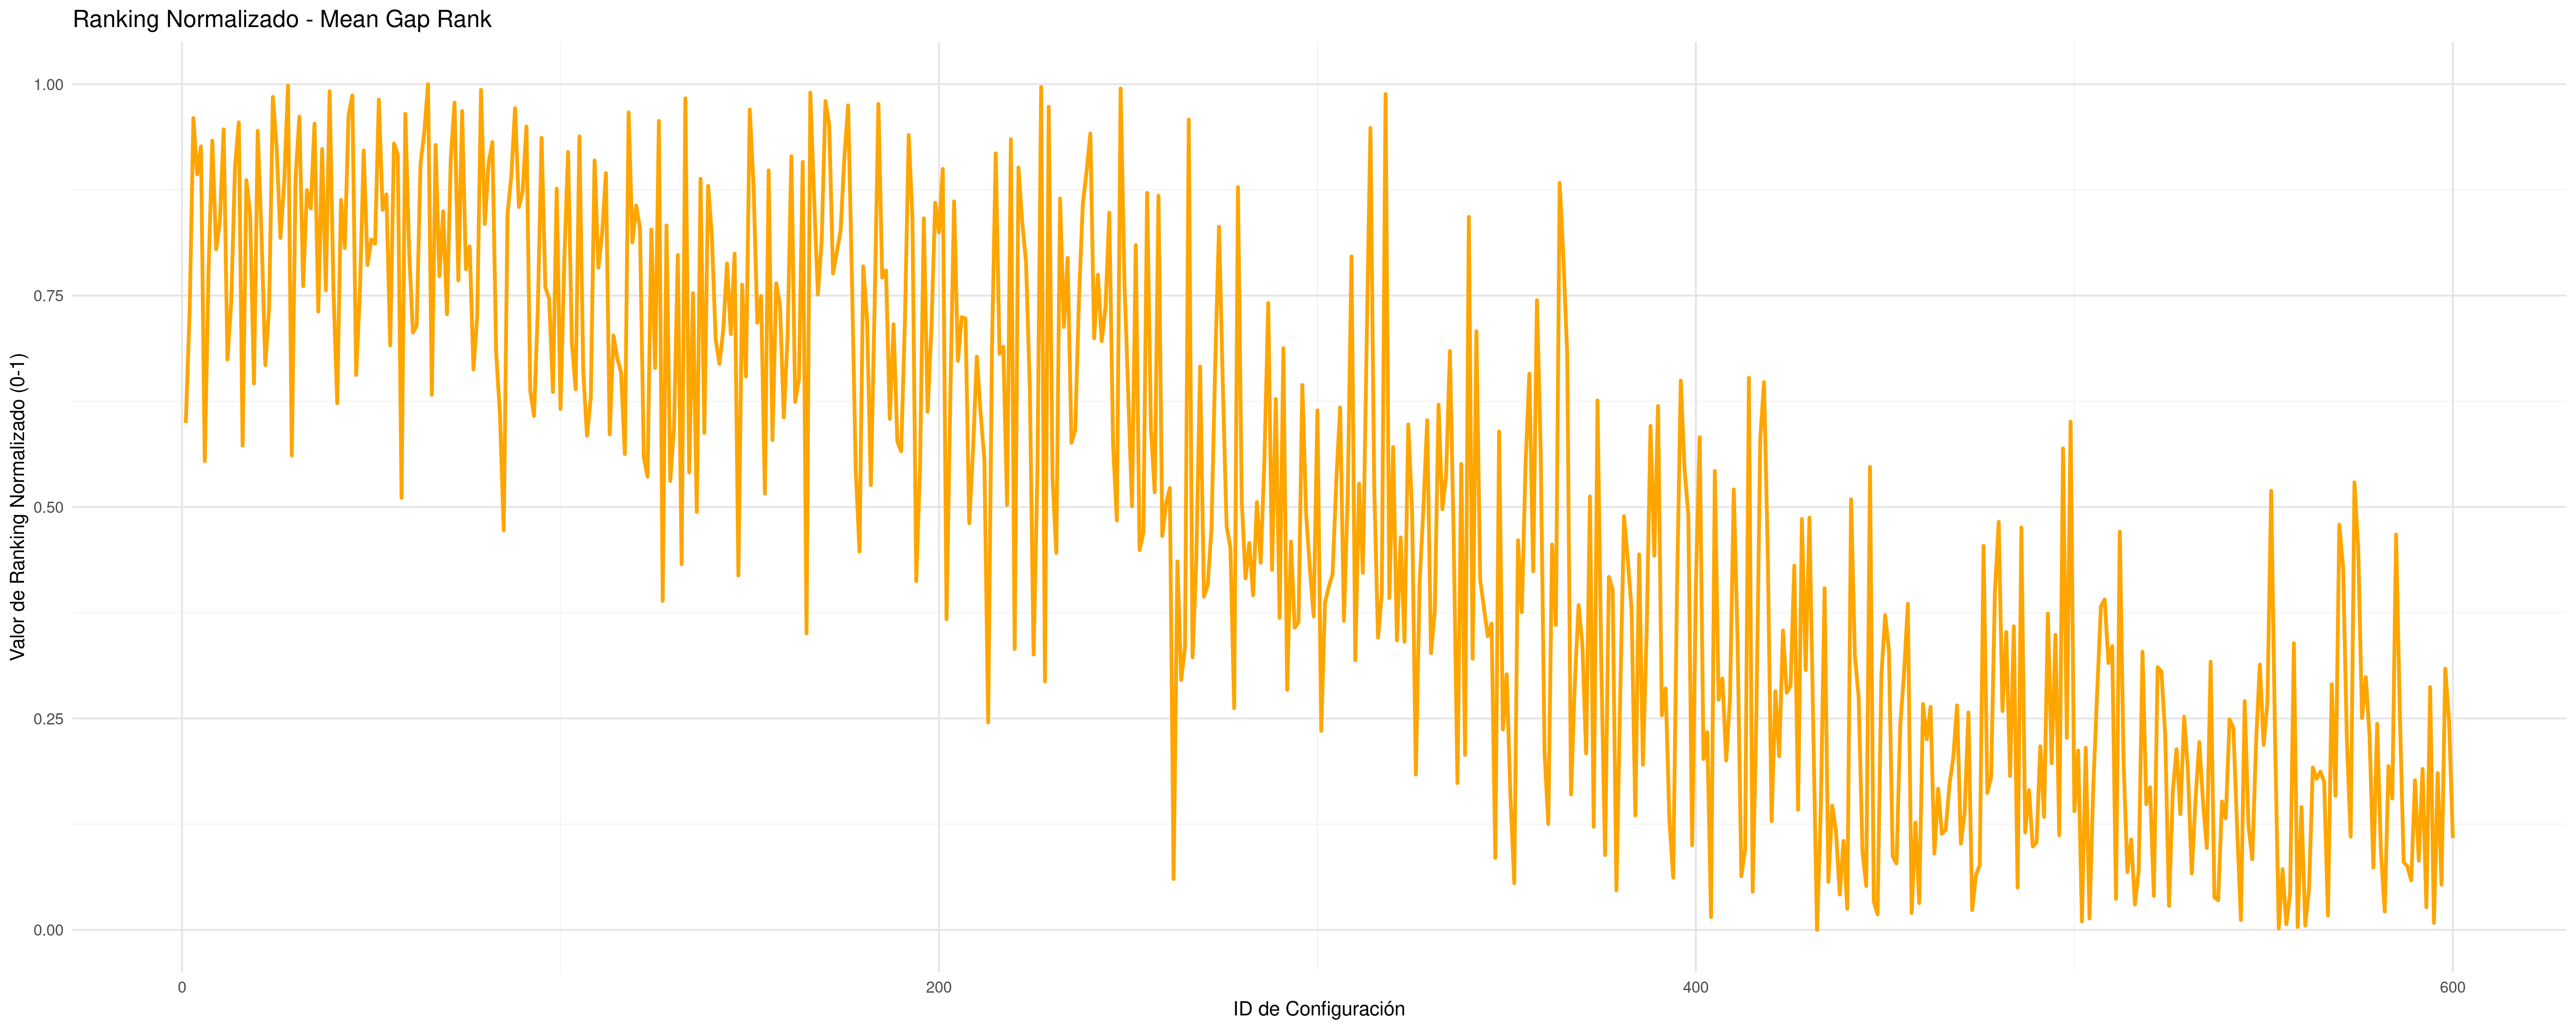 Ranking Normalizado - Mean Gap Rank
Valor de Ranking Normalizado (0-1)
1.00
0.75
0.50
0.25
0.00
0 200 400 600
ID de Configuración